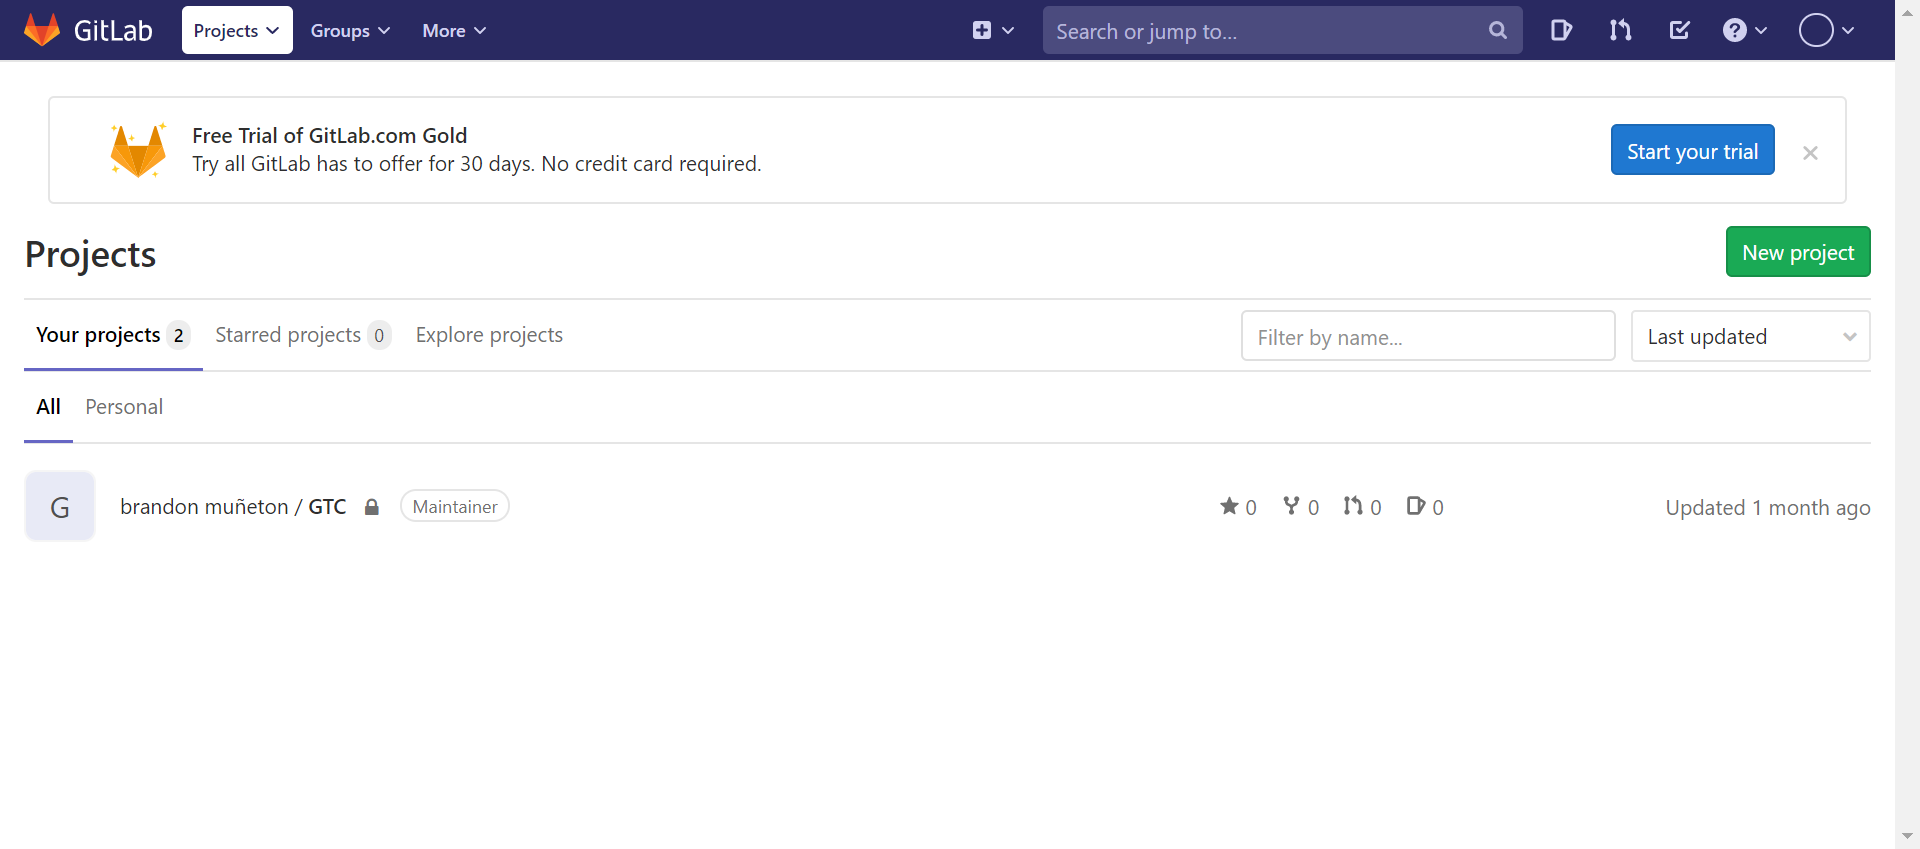 GitLab Projects Groups More Search or jump to...
Free Trial of GitLab.com Gold
Try all GitLab has to offer for 30 days. No credit card required.
Start your trial
Projects
New project
Your projects 2 Starred projects 0 Explore projects Filter by name... Last updated
All Personal
G brandon muñeton / GTC Maintainer 0 0 0 0 Updated 1 month ago